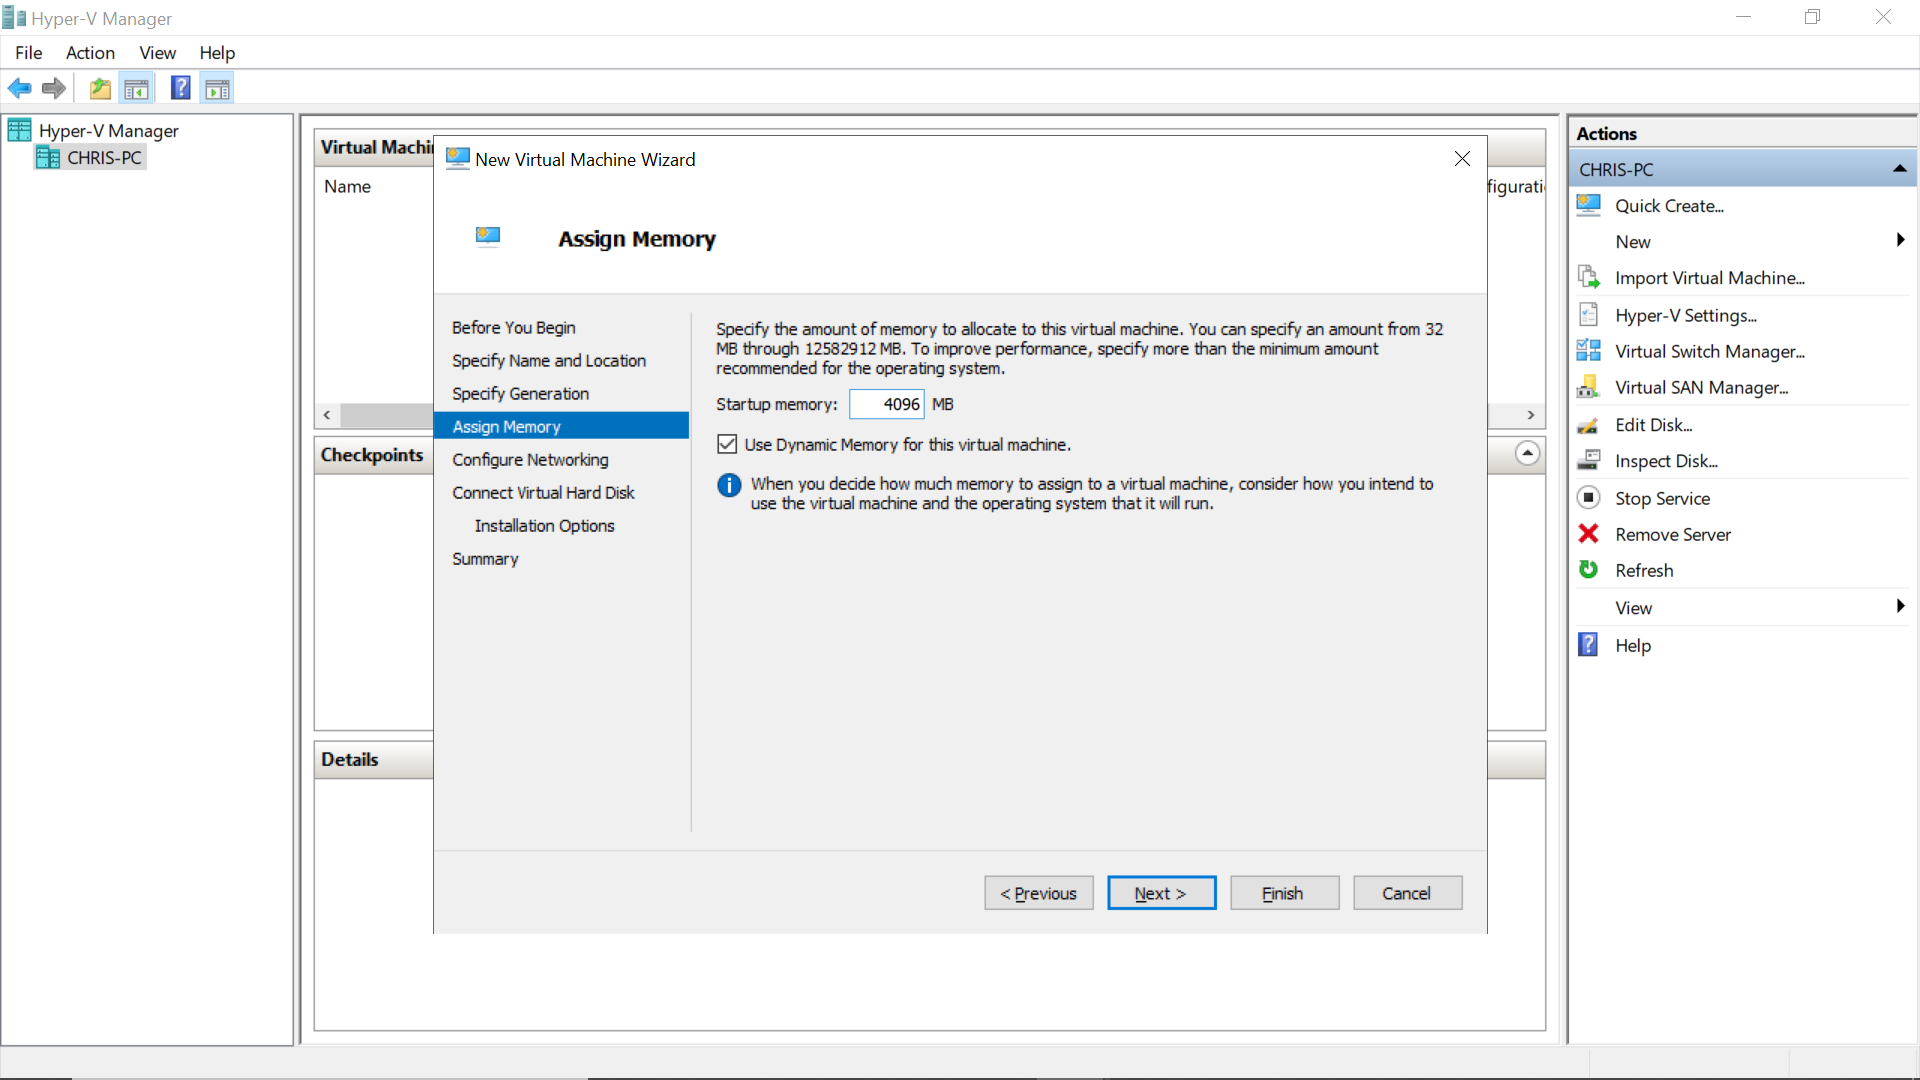 Hyper-V Manager
File Action View Help
Hyper-V Manager
CHRIS-PC
Virtual Machi
Name
figurati
Checkpoints
Details
New Virtual Machine Wizard
Assign Memory
Before You Begin
Specify Name and Location
Specify Generation
Assign Memory
Configure Networking
Connect Virtual Hard Disk
Installation Options
Summary
Specify the amount of memory to allocate to this virtual machine. You can specify an amount from 32
MB through 12582912 MB. To improve performance, specify more than the minimum amount
recommended for the operating system.
Startup memory: 4096 MB
Use Dynamic Memory for this virtual machine.
When you decide how much memory to assign to a virtual machine, consider how you intend to
use the virtual machine and the operating system that it will run.
< Previous Next > Finish Cancel
Actions
CHRIS-PC
Quick Create...
New
Import Virtual Machine...
Hyper-V Settings...
Virtual Switch Manager...
Virtual SAN Manager...
Edit Disk...
Inspect Disk...
Stop Service
Remove Server
Refresh
View
Help